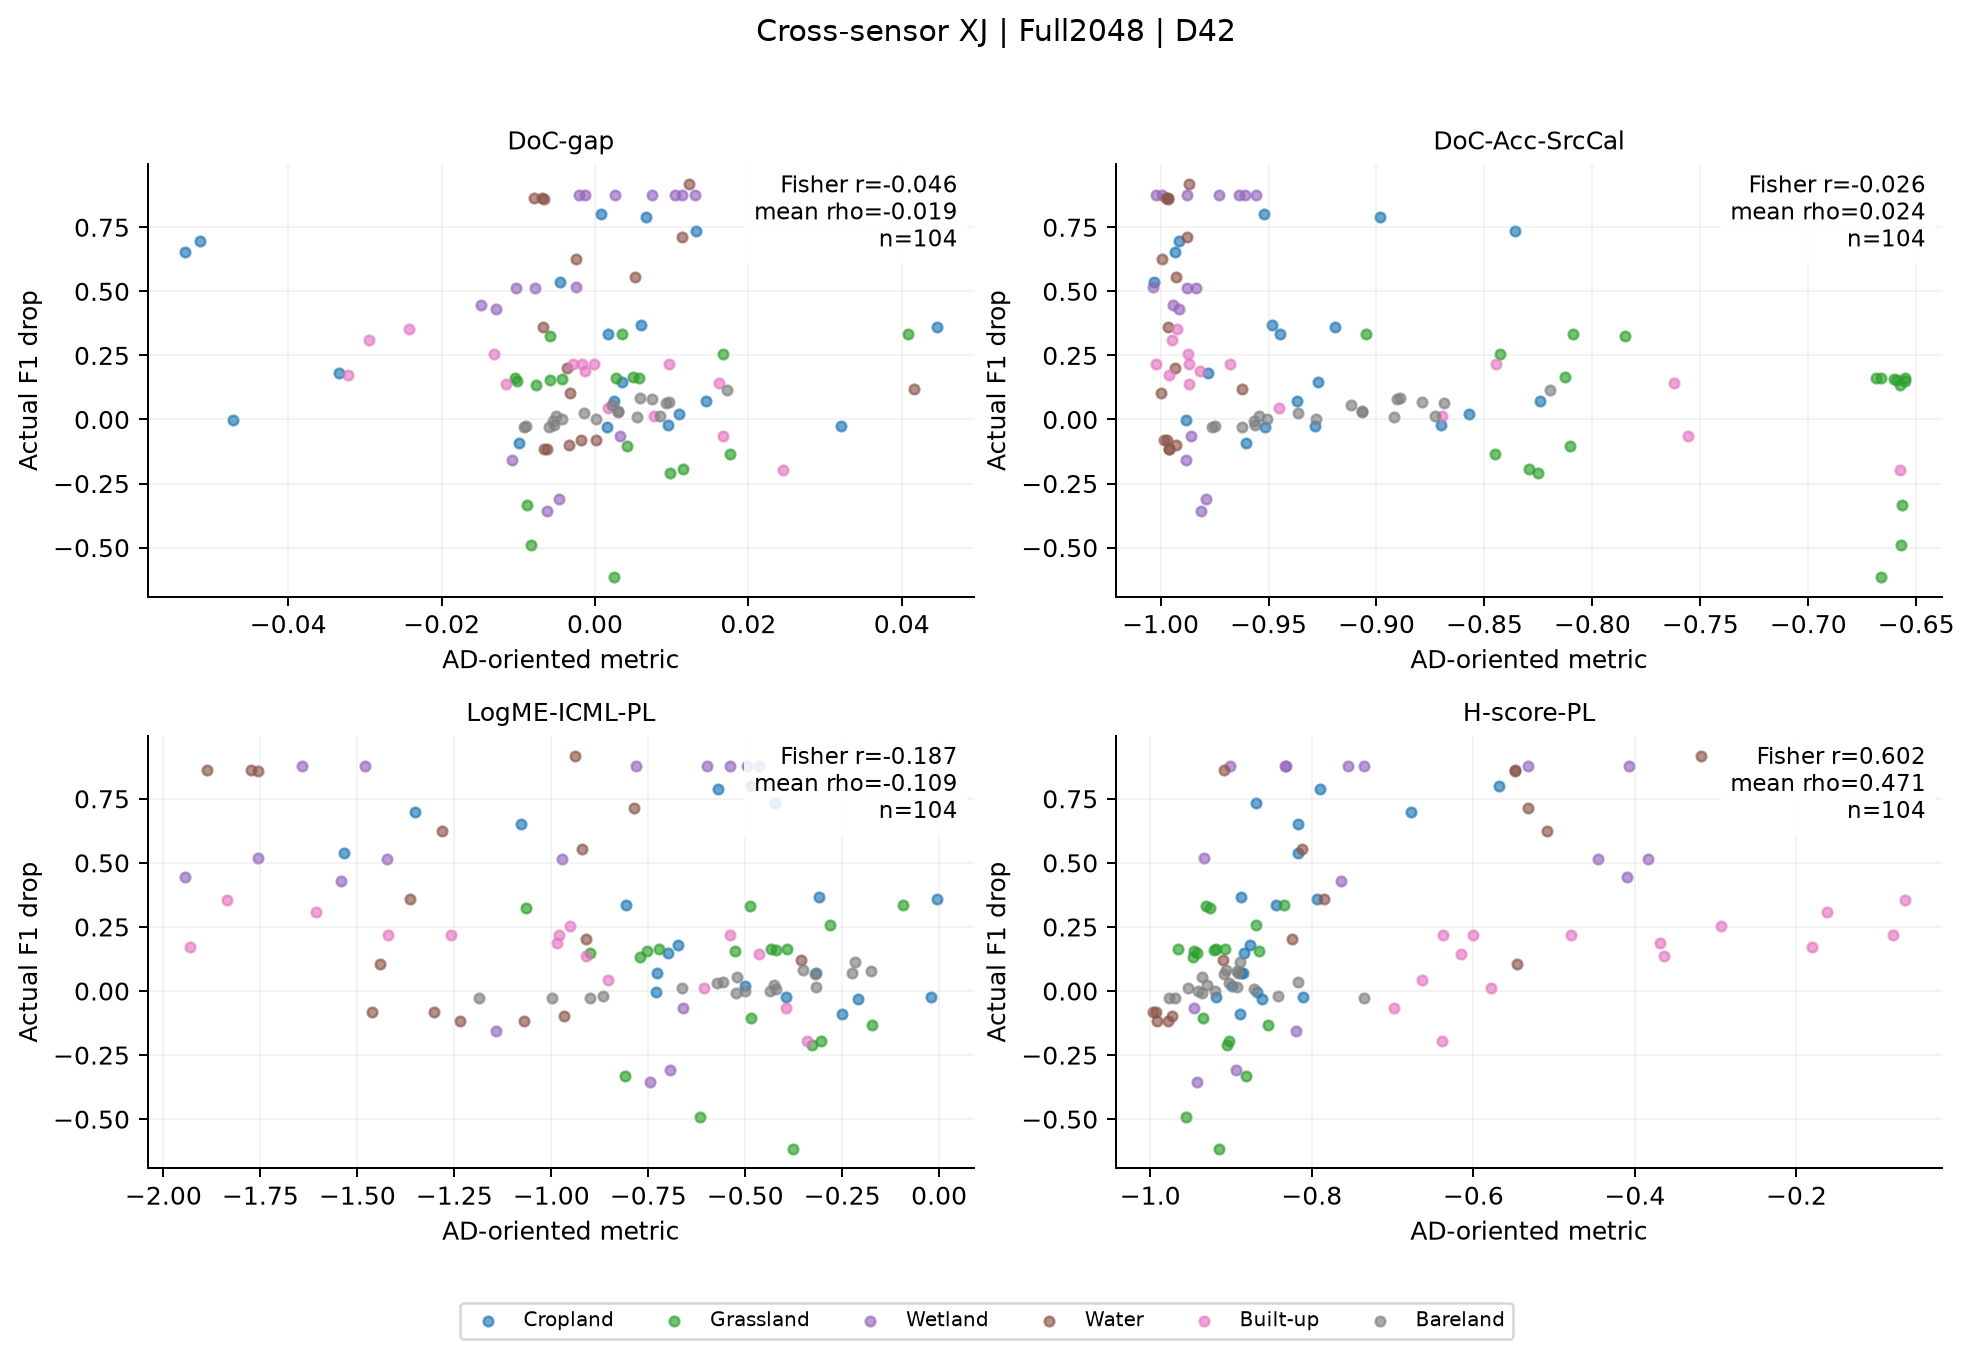 Cross-sensor XJ | Full2048 | D42
DoC-gap
Fisher r=-0.046
mean rho=-0.019
n=104
Actual F1 drop
0.75
0.50
0.25
0.00
−0.25
−0.50
−0.04 −0.02 0.00 0.02 0.04
AD-oriented metric
DoC-Acc-SrcCal
Fisher r=-0.026
mean rho=0.024
n=104
Actual F1 drop
0.75
0.50
0.25
0.00
−0.25
−0.50
−1.00 −0.95 −0.90 −0.85 −0.80 −0.75 −0.70 −0.65
AD-oriented metric
LogME-ICML-PL
Fisher r=-0.187
mean rho=-0.109
n=104
Actual F1 drop
0.75
0.50
0.25
0.00
−0.25
−0.50
−2.00 −1.75 −1.50 −1.25 −1.00 −0.75 −0.50 −0.25 0.00
AD-oriented metric
H-score-PL
Fisher r=0.602
mean rho=0.471
n=104
Actual F1 drop
0.75
0.50
0.25
0.00
−0.25
−0.50
−1.0 −0.8 −0.6 −0.4 −0.2
AD-oriented metric
Cropland Grassland Wetland Water Built-up Bareland